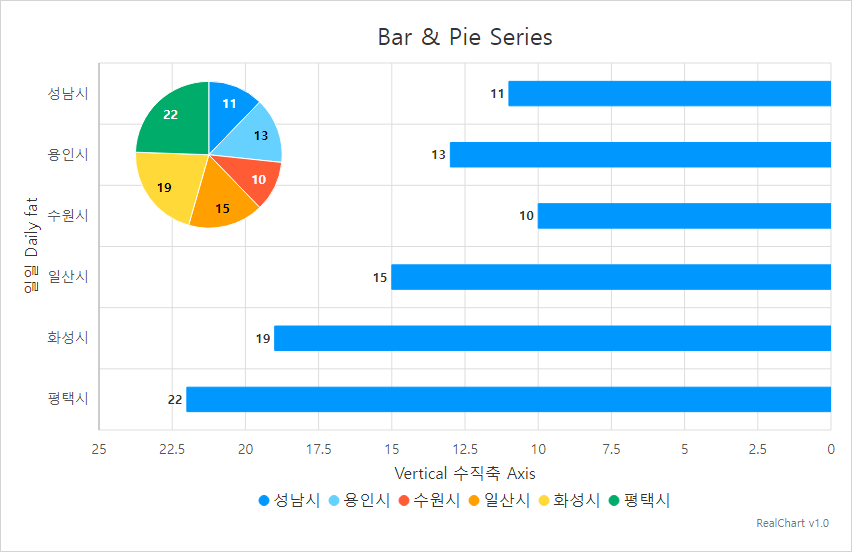 Bar & Pie Series
일일 Daily fat
성남시
용인시
수원시
일산시
화성시
평택시
11
13
10
15
19
22
11
13
10
15
19
22
25 22.5 20 17.5 15 12.5 10 7.5 5 2.5 0
Vertical 수직축 Axis
성남시 용인시 수원시 일산시 화성시 평택시
RealChart v1.0